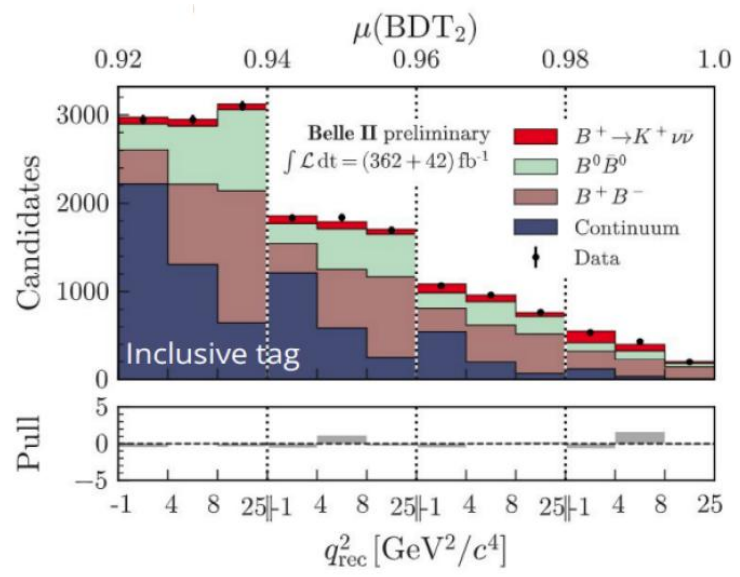 μ(BDT₂)
0.92 0.94 0.96 0.98 1.0
Candidates
3000
2000
1000
0
Belle II preliminary
∫ 𝓛 dt = (362 + 42) fb⁻¹
B⁺→K⁺νν̄
B⁰B̄⁰
B⁺B⁻
Continuum
Data
Inclusive tag
Pull
5
0
−5
-1 4 8 25||-1 4 8 25||-1 4 8 25||-1 4 8 25
q²rec [GeV²/c⁴]